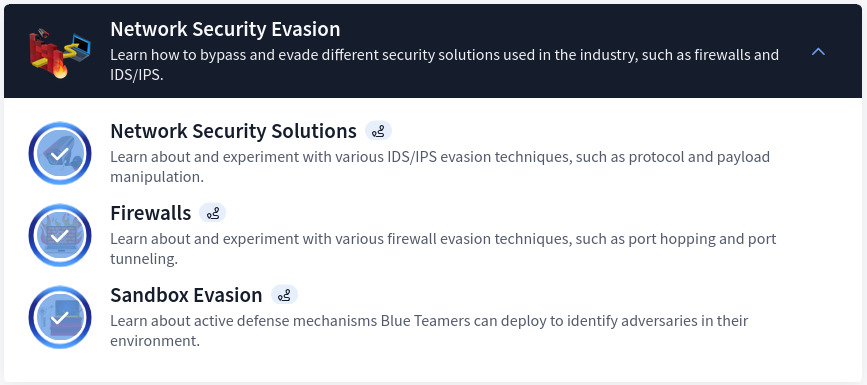 Network Security Evasion
Learn how to bypass and evade different security solutions used in the industry, such as firewalls and
IDS/IPS.
Network Security Solutions
Learn about and experiment with various IDS/IPS evasion techniques, such as protocol and payload
manipulation.
Firewalls
Learn about and experiment with various firewall evasion techniques, such as port hopping and port
tunneling.
Sandbox Evasion
Learn about active defense mechanisms Blue Teamers can deploy to identify adversaries in their
environment.